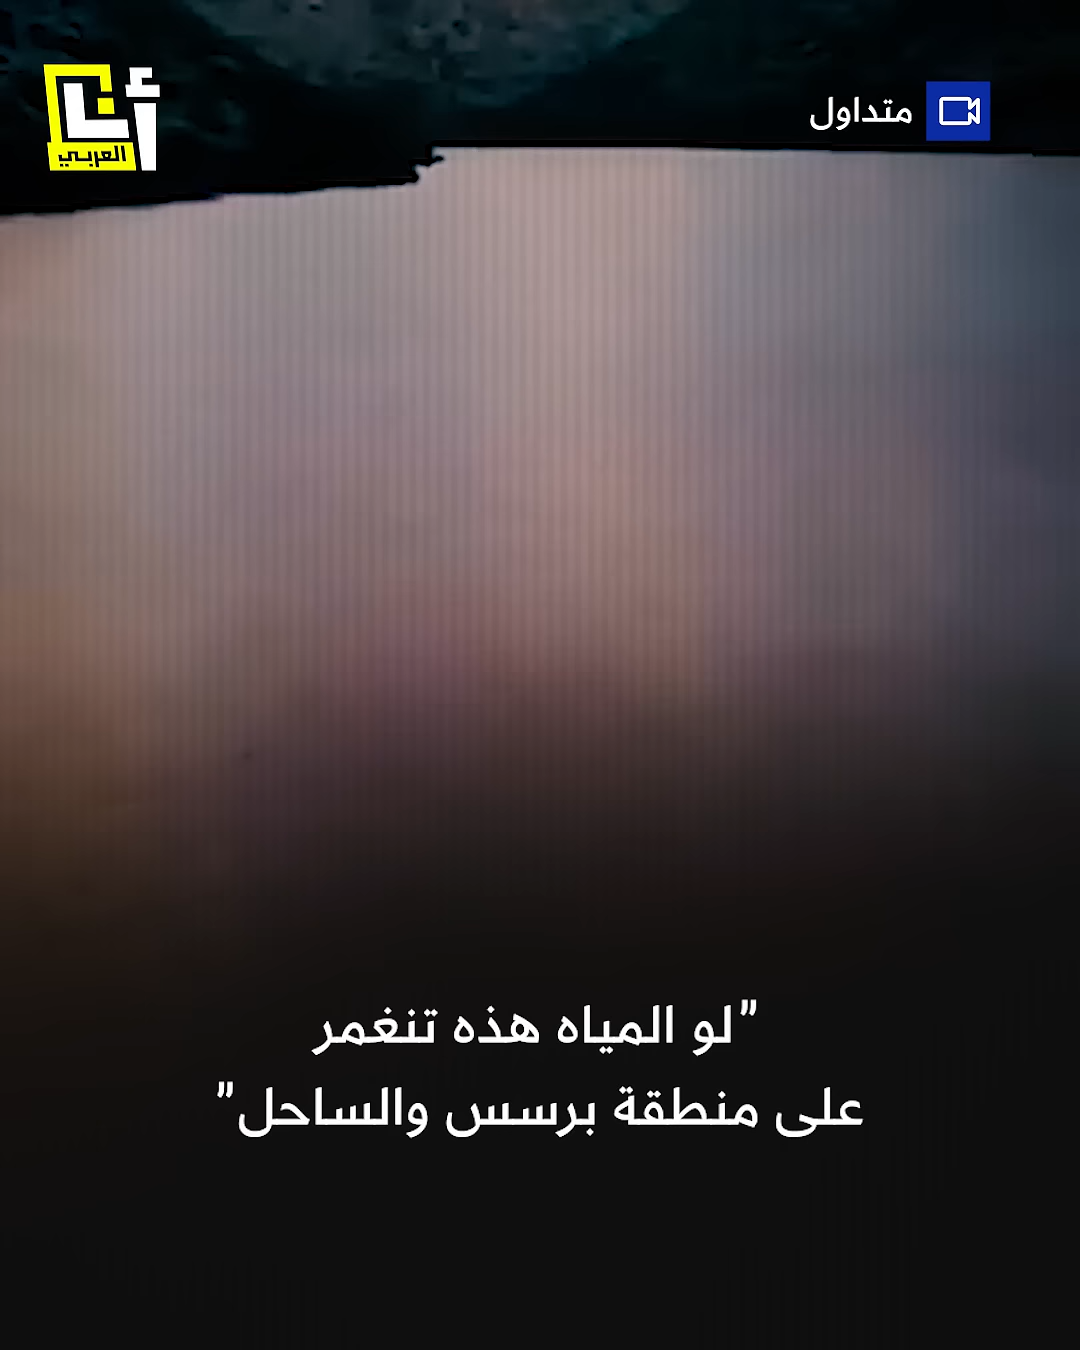 أنا
العربي
متداول
"لو المياه هذه تنغمر
على منطقة برسس والساحل"